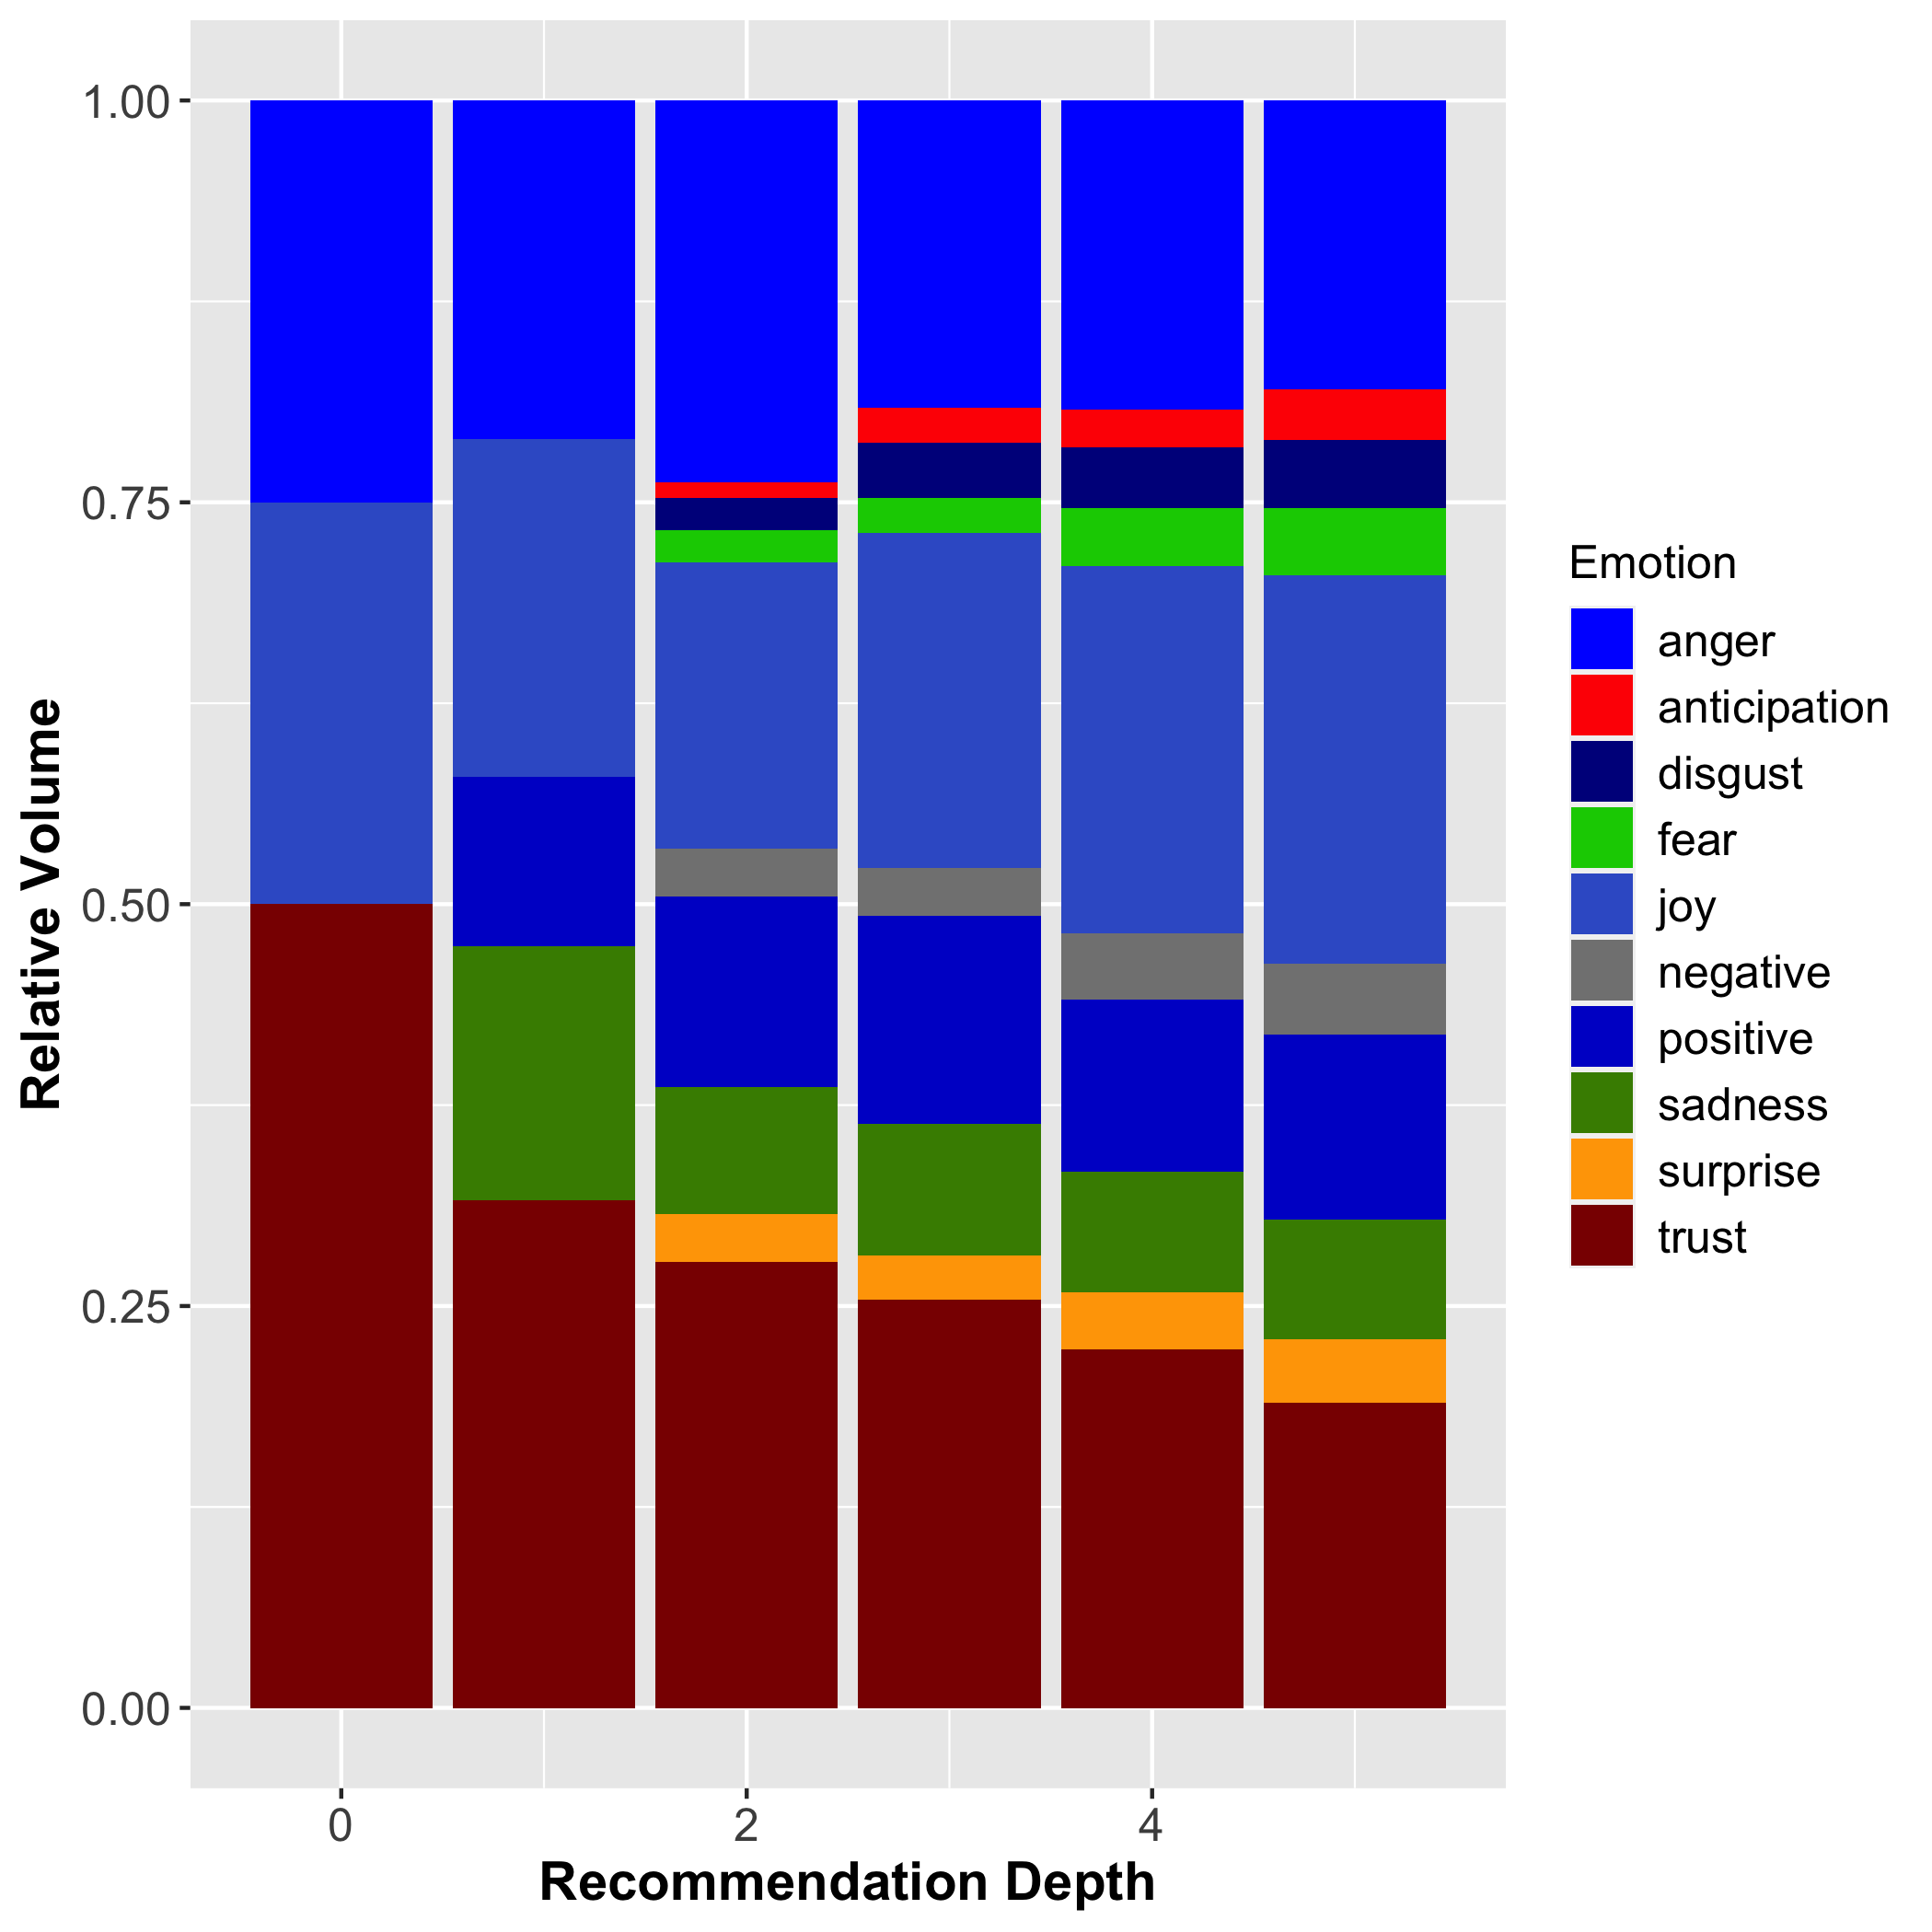 1.00
0.75
0.50
0.25
0.00
Relative Volume
0
2
4
Recommendation Depth
Emotion
anger
anticipation
disgust
fear
joy
negative
positive
sadness
surprise
trust